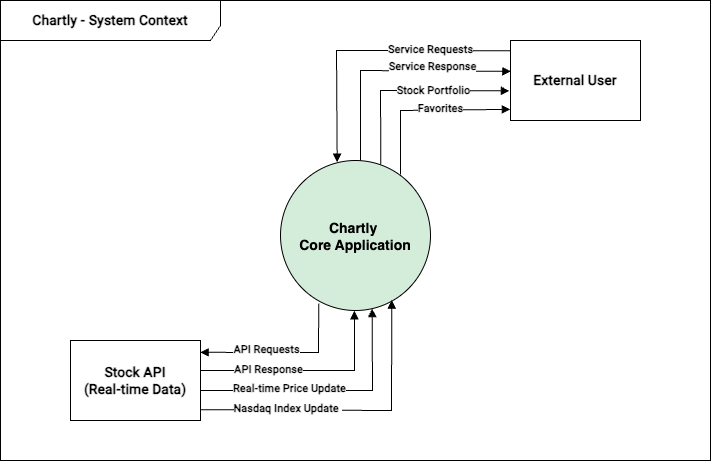 Chartly - System Context
Service Requests
Service Response
Stock Portfolio
Favorites
External User
Chartly
Core Application
API Requests
API Response
Real-time Price Update
Nasdaq Index Update
Stock API
(Real-time Data)